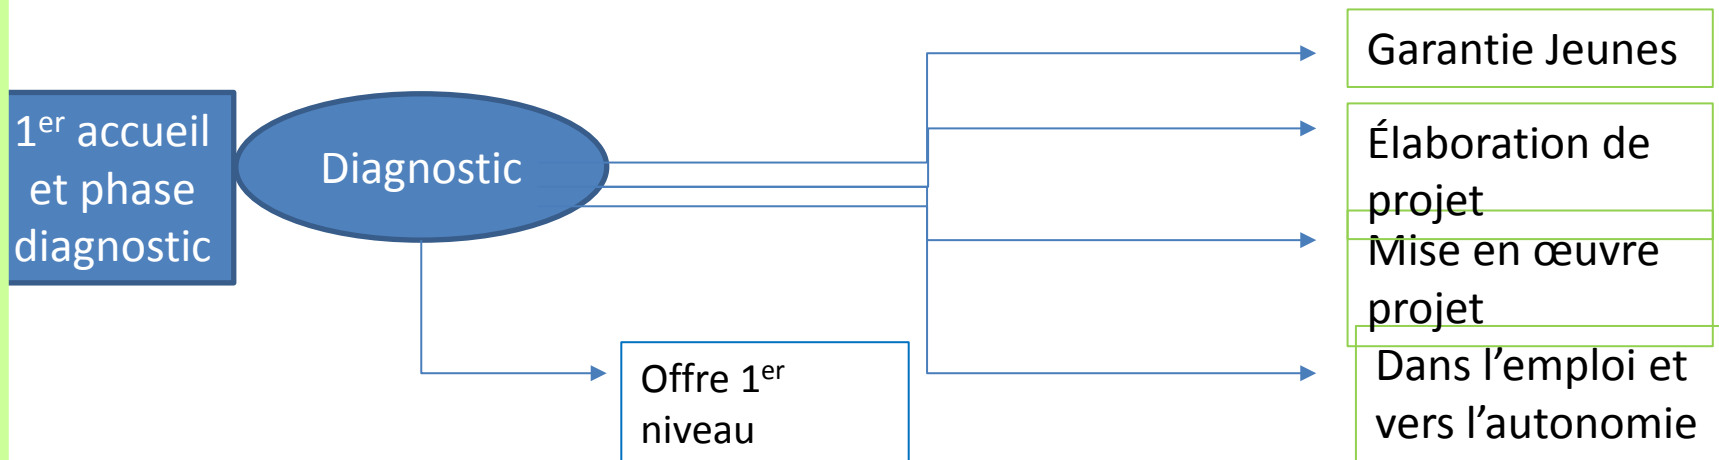 1er accueil
et phase
diagnostic
Diagnostic
Offre 1er
niveau
Garantie Jeunes
Élaboration de
projet
Mise en œuvre
projet
Dans l’emploi et
vers l’autonomie